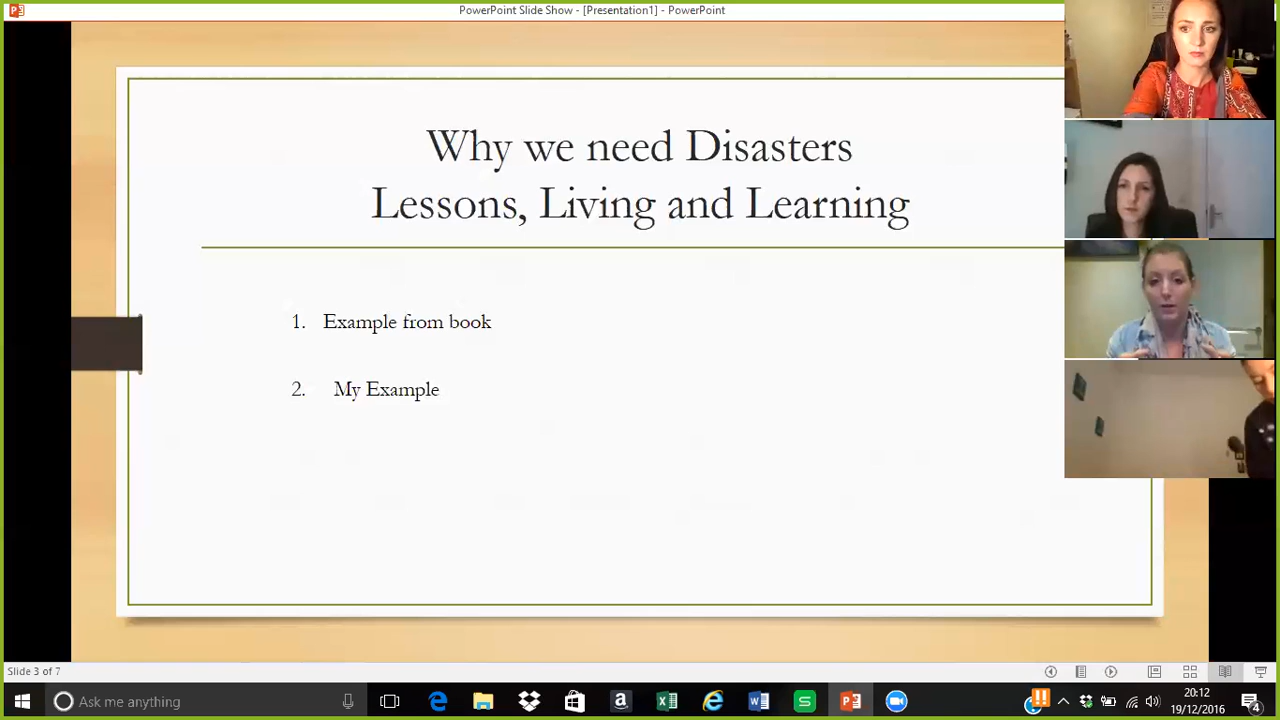 PowerPoint Slide Show - [Presentation1] - PowerPoint
Why we need Disasters
Lessons, Living and Learning
1. Example from book
2. My Example
Slide 3 of 7
Ask me anything
20:12
19/12/2016
4